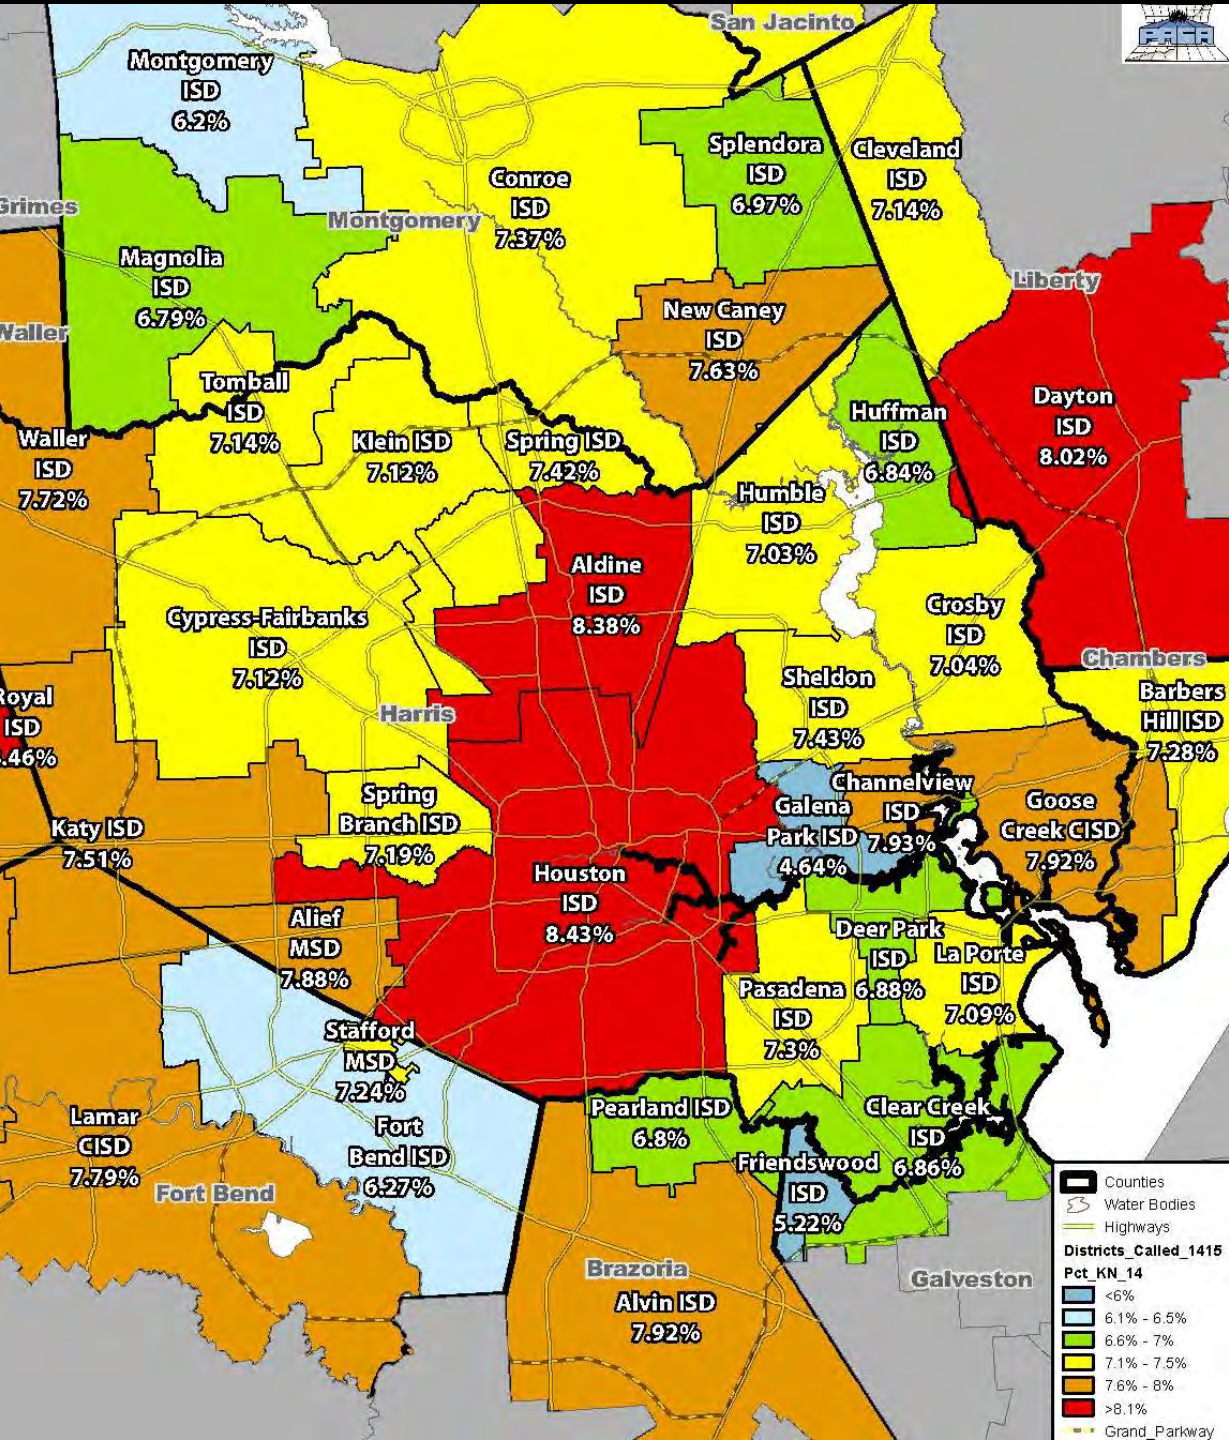 San Jacinto
PAGA
Montgomery
ISD
6.2%
Splendora
ISD
6.97%
Cleveland
ISD
7.14%
Conroe
ISD
7.37%
Grimes
Montgomery
Magnolia
ISD
6.79%
Liberty
New Caney
ISD
7.63%
Waller
Tomball
ISD
7.14%
Dayton
ISD
8.02%
Huffman
ISD
6.84%
Waller
ISD
7.72%
Klein ISD
7.12%
Spring ISD
7.42%
Humble
ISD
7.03%
Aldine
ISD
8.38%
Cypress-Fairbanks
ISD
7.12%
Crosby
ISD
7.04%
Chambers
Sheldon
ISD
7.43%
Barbers
Hill ISD
7.28%
Royal
ISD
.46%
Harris
Channelview
ISD
7.93%
Spring
Branch ISD
7.19%
Galena
Park ISD
4.64%
Goose
Creek CISD
7.92%
Katy ISD
7.51%
Houston
ISD
8.43%
Alief
MSD
7.88%
Deer Park
ISD
6.88%
La Porte
ISD
7.09%
Pasadena
ISD
7.3%
Stafford
MSD
7.24%
Lamar
CISD
7.79%
Fort
Bend ISD
6.27%
Pearland ISD
6.8%
Clear Creek
ISD
6.86%
Friendswood
ISD
5.22%
Fort Bend
Brazoria
Alvin ISD
7.92%
Galveston
Counties
Water Bodies
Highways
Districts_Called_1415
Pct_KN_14
<6%
6.1% - 6.5%
6.6% - 7%
7.1% - 7.5%
7.6% - 8%
>8.1%
Grand_Parkway